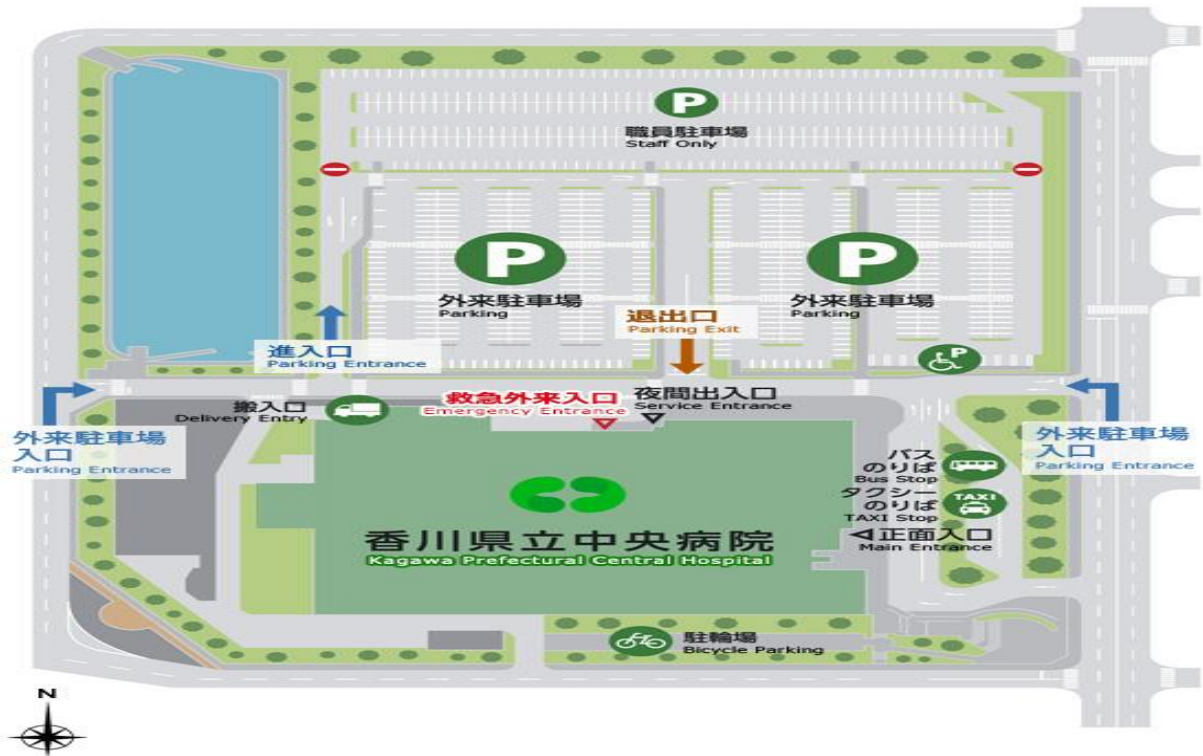 P
職員駐車場
Staff Only
P
外来駐車場
Parking
P
外来駐車場
Parking
退出口
Parking Exit
進入口
Parking Entrance
P
救急外来入口
Emergency Entrance
夜間出入口
Service Entrance
搬入口
Delivery Entry
外来駐車場
入口
Parking Entrance
外来駐車場
入口
Parking Entrance
バス
のりば
Bus Stop
タクシー
のりば
TAXI Stop
TAXI
正面入口
Main Entrance
香川県立中央病院
Kagawa Prefectural Central Hospital
駐輪場
Bicycle Parking
N